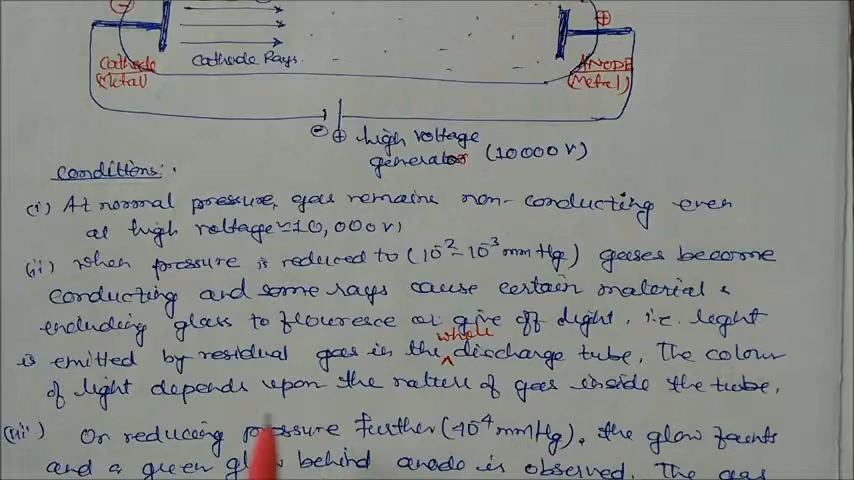 ⊖
⊕
Cathode Rays
Cathode
(Metal)
ANODE
(Metal)
⊖ ⊕ high voltage
generator (10000 V)
Conditions:.
(i) At normal pressure, gas remains non-conducting even
at high voltage ≈ 10,000 V)
(ii) when pressure is reduced to (10⁻² – 10⁻³ mm Hg) gases become
conducting and some rays cause certain material s
including glass to flouresce or give off light, i.e. light
whole
is emitted by residual gas in the ^ discharge tube. The colour
of light depends upon the nature of gas inside the tube.
(iii) On reducing pressure further (10⁻⁴ mm Hg), the glow faints
and a green glow behind anode is observed. The gas